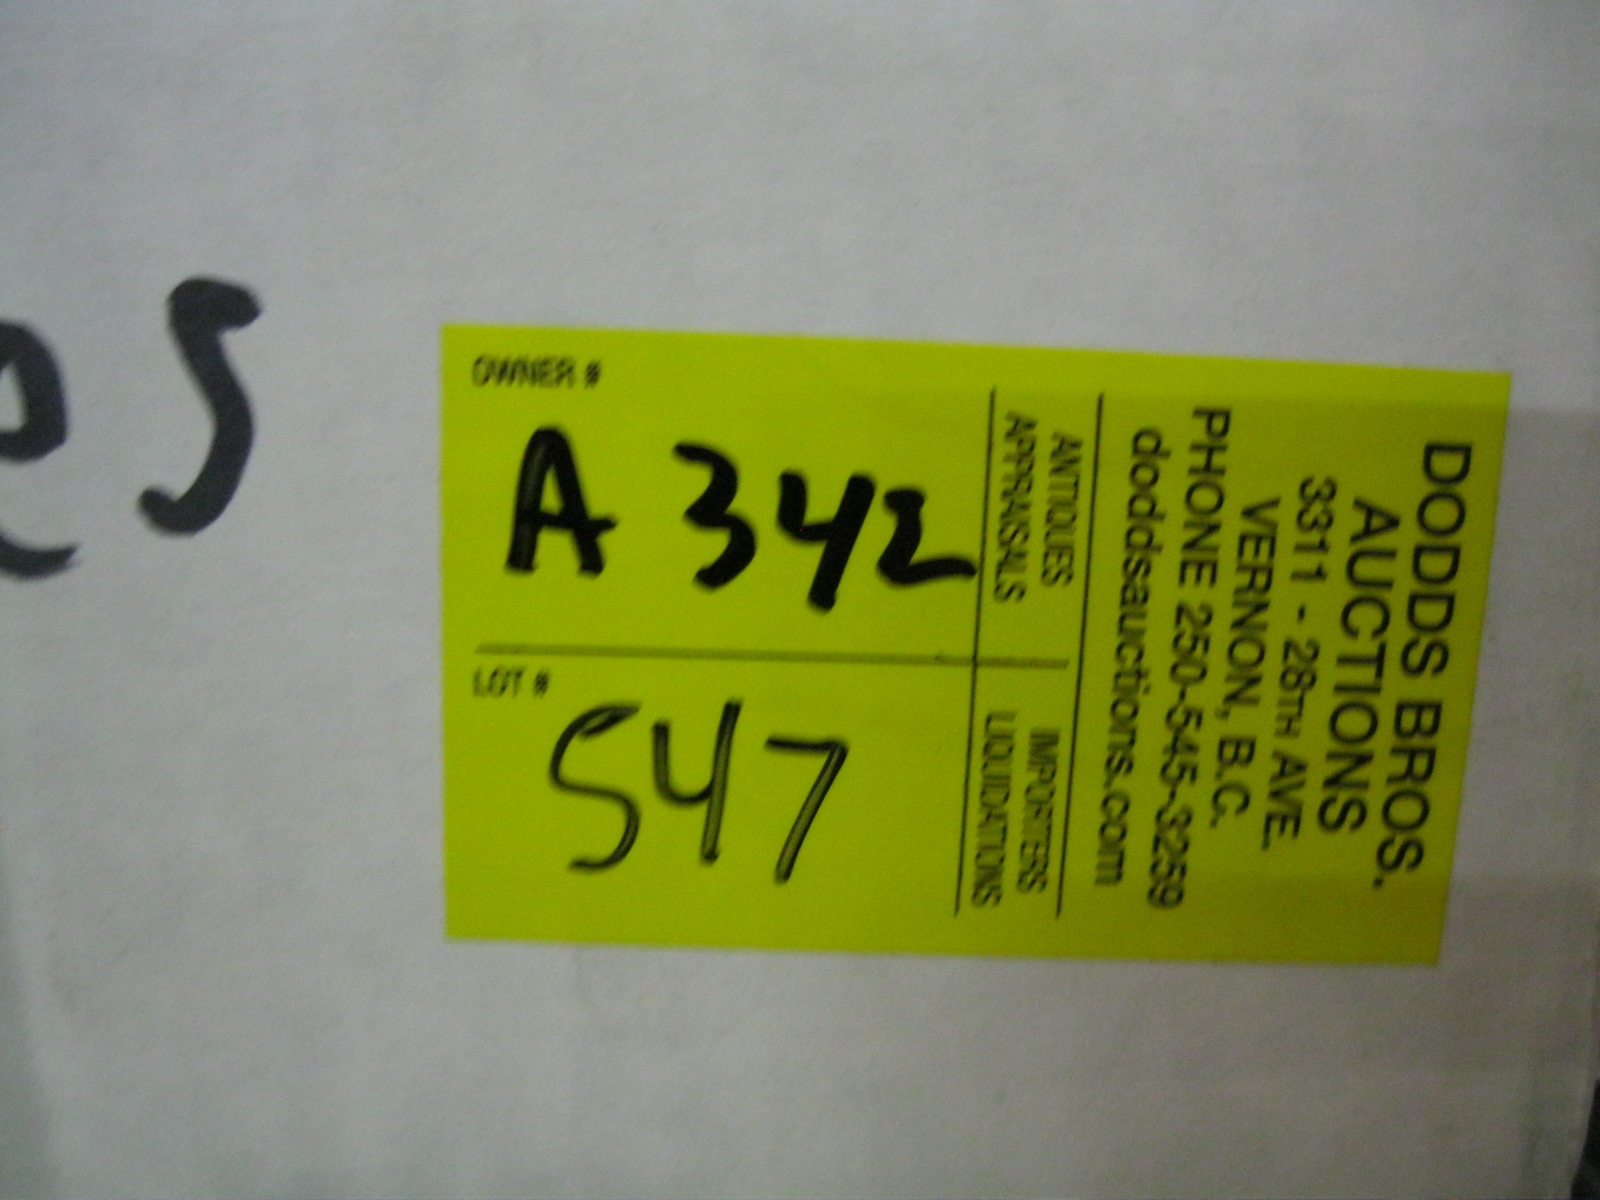 es
OWNER #
A 342
LOT #
547
ANTIQUES
APPRAISALS
IMPORTERS
LIQUIDATIONS
DODDS BROS.
AUCTIONS
3311 - 28TH AVE.
VERNON, B.C.
PHONE 250-545-3259
doddsauctions.com